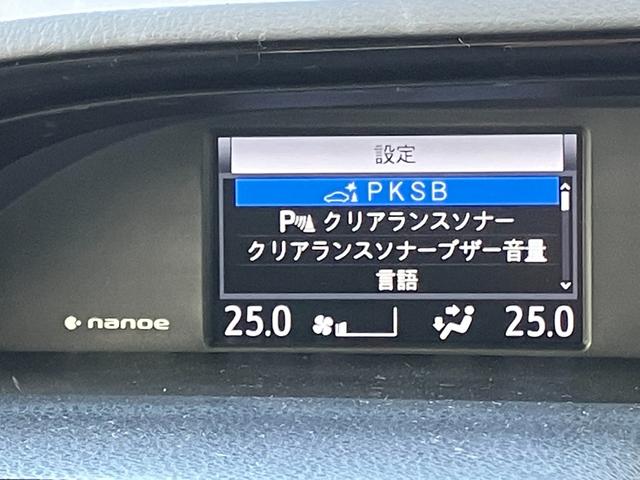 設定
PKSB
P クリアランスソナー
クリアランスソナーブザー音量
言語
25.0 25.0
nanoe